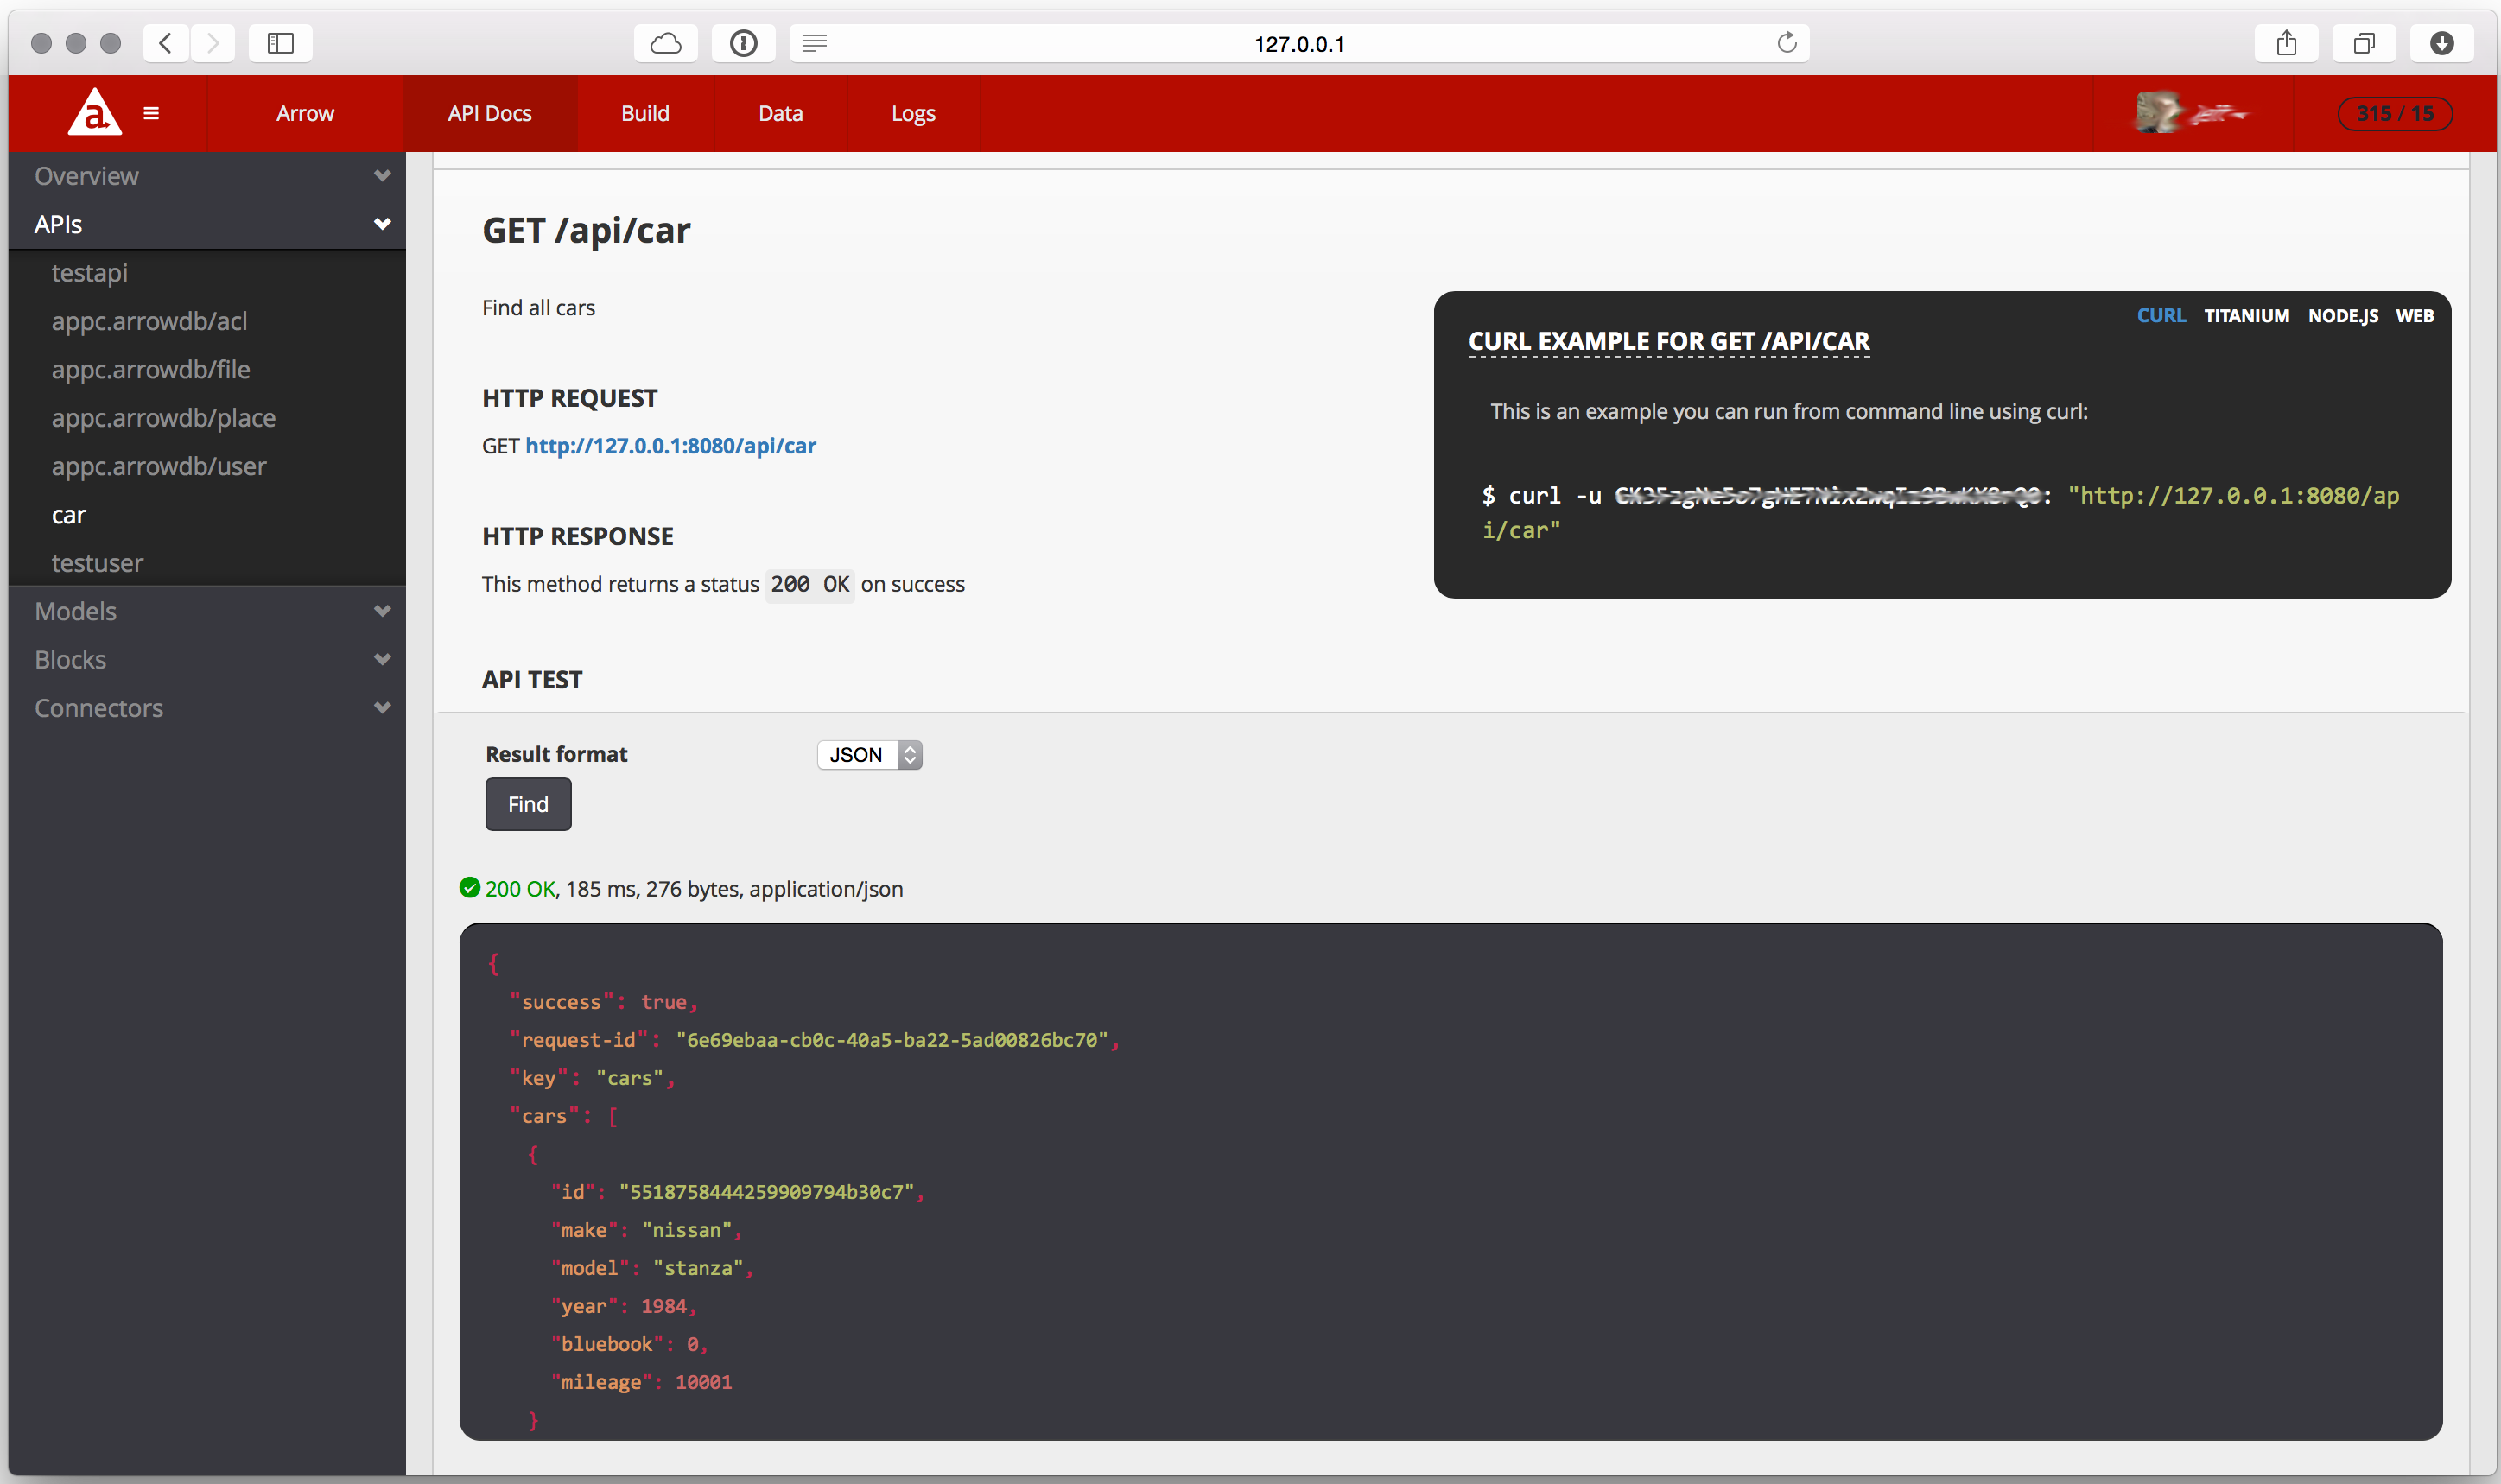 127.0.0.1
a
Arrow
API Docs
Build
Data
Logs
315 / 15
Overview
APIs
testapi
appc.arrowdb/acl
appc.arrowdb/file
appc.arrowdb/place
appc.arrowdb/user
car
testuser
Models
Blocks
Connectors
GET /api/car
Find all cars
HTTP REQUEST
GET http://127.0.0.1:8080/api/car
HTTP RESPONSE
This method returns a status 200 OK on success
CURL TITANIUM NODE.JS WEB
CURL EXAMPLE FOR GET /API/CAR
This is an example you can run from command line using curl:
$ curl -u : "http://127.0.0.1:8080/ap
i/car"
API TEST
Result format JSON
Find
200 OK, 185 ms, 276 bytes, application/json
{
"success": true,
"request-id": "6e69ebaa-cb0c-40a5-ba22-5ad00826bc70",
"key": "cars",
"cars": [
{
"id": "5518758444259909794b30c7",
"make": "nissan",
"model": "stanza",
"year": 1984,
"bluebook": 0,
"mileage": 10001
}